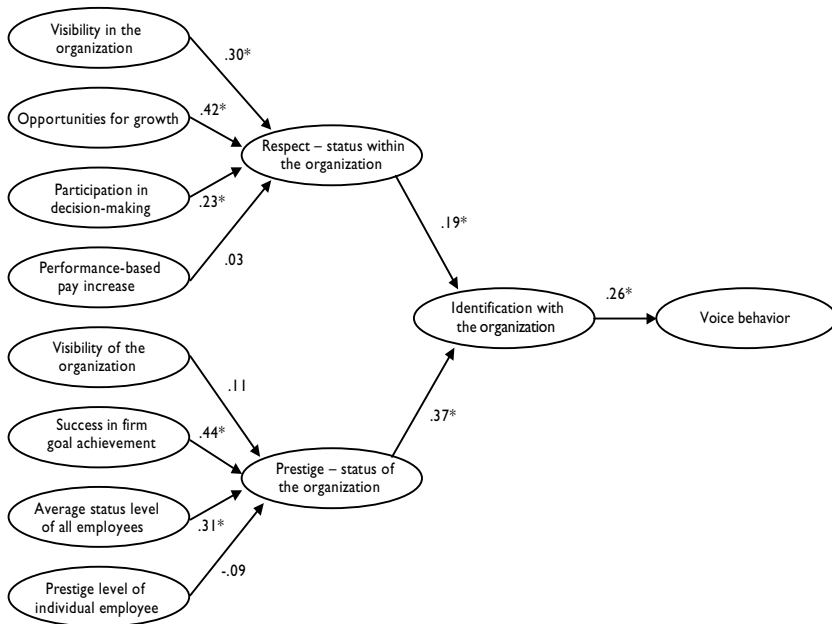 Visibility in the
organization
.30*
Opportunities for growth
.42*
Respect – status within
the organization
Participation in
decision-making
.23*
.19*
Performance-based
pay increase
.03
Identification with
the organization
.26*
Voice behavior
Visibility of the
organization
.11
.37*
Success in firm
goal achievement
.44*
Prestige – status of
the organization
Average status level
of all employees
.31*
-.09
Prestige level of
individual employee